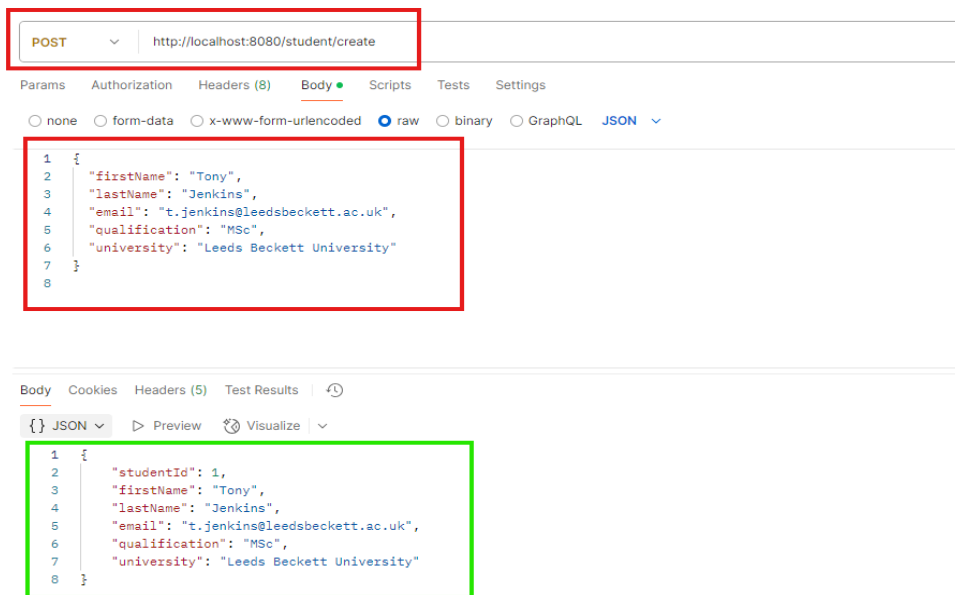 POST http://localhost:8080/student/create
Params Authorization Headers (8) Body Scripts Tests Settings
none form-data x-www-form-urlencoded raw binary GraphQL JSON
1 {
2 "firstName": "Tony",
3 "lastName": "Jenkins",
4 "email": "t.jenkins@leedsbeckett.ac.uk",
5 "qualification": "MSc",
6 "university": "Leeds Beckett University"
7 }
8
Body Cookies Headers (5) Test Results
{} JSON Preview Visualize
1 {
2 "studentId": 1,
3 "firstName": "Tony",
4 "lastName": "Jenkins",
5 "email": "t.jenkins@leedsbeckett.ac.uk",
6 "qualification": "MSc",
7 "university": "Leeds Beckett University"
8 }